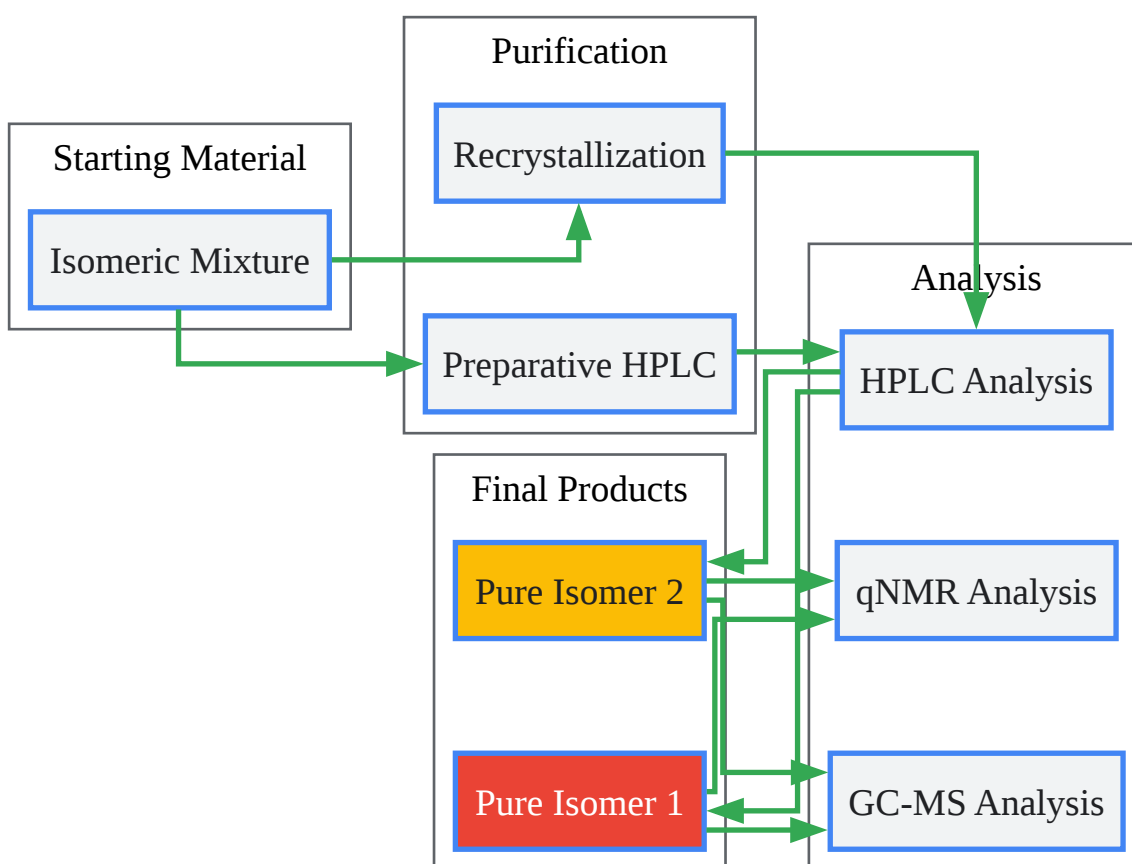 Starting Material
Isomeric Mixture
Purification
Recrystallization
Preparative HPLC
Analysis
HPLC Analysis
qNMR Analysis
GC-MS Analysis
Final Products
Pure Isomer 2
Pure Isomer 1